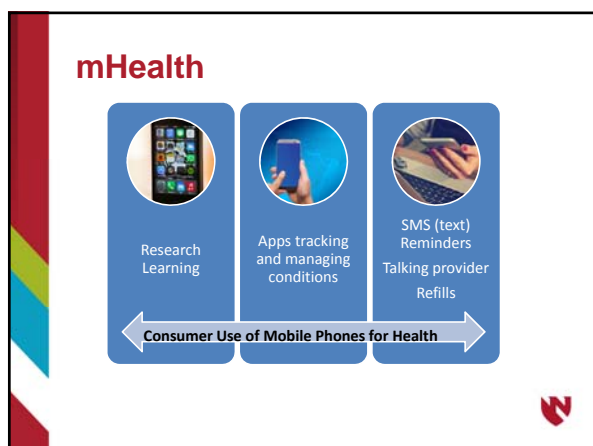 mHealth
Research
Learning
Apps tracking
and managing
conditions
SMS (text)
Reminders
Talking provider
Refills
Consumer Use of Mobile Phones for Health